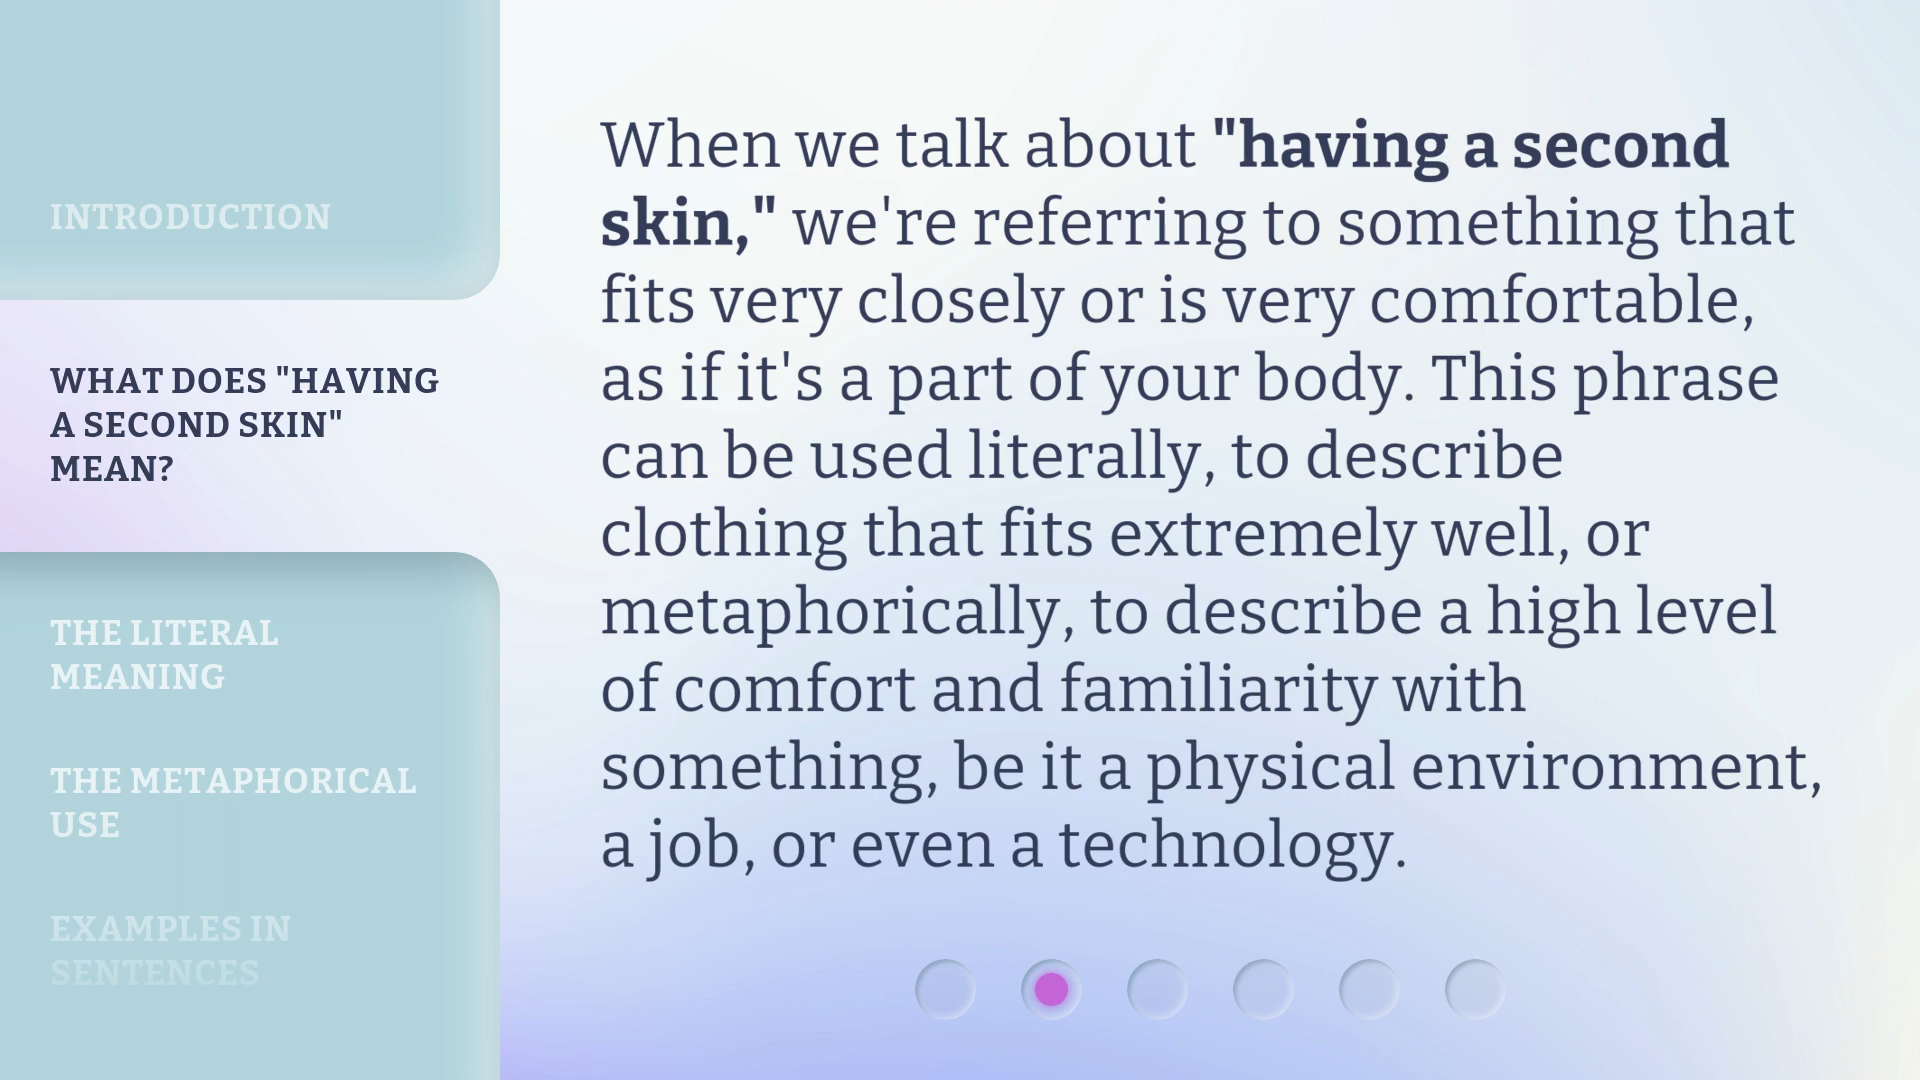 INTRODUCTION
WHAT DOES "HAVING
A SECOND SKIN"
MEAN?
THE LITERAL
MEANING
THE METAPHORICAL
USE
EXAMPLES IN
SENTENCES
When we talk about "having a second
skin," we're referring to something that
fits very closely or is very comfortable,
as if it's a part of your body. This phrase
can be used literally, to describe
clothing that fits extremely well, or
metaphorically, to describe a high level
of comfort and familiarity with
something, be it a physical environment,
a job, or even a technology.